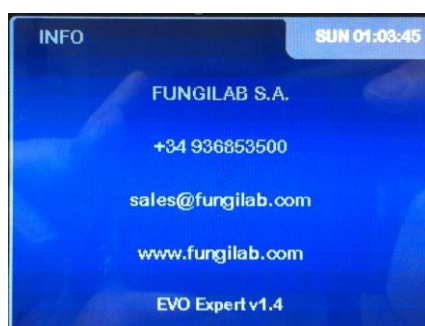 INFO
SUN 01:03:45
FUNGILAB S.A.
+34 936853500
sales@fungilab.com
www.fungilab.com
EVO Expert v1.4